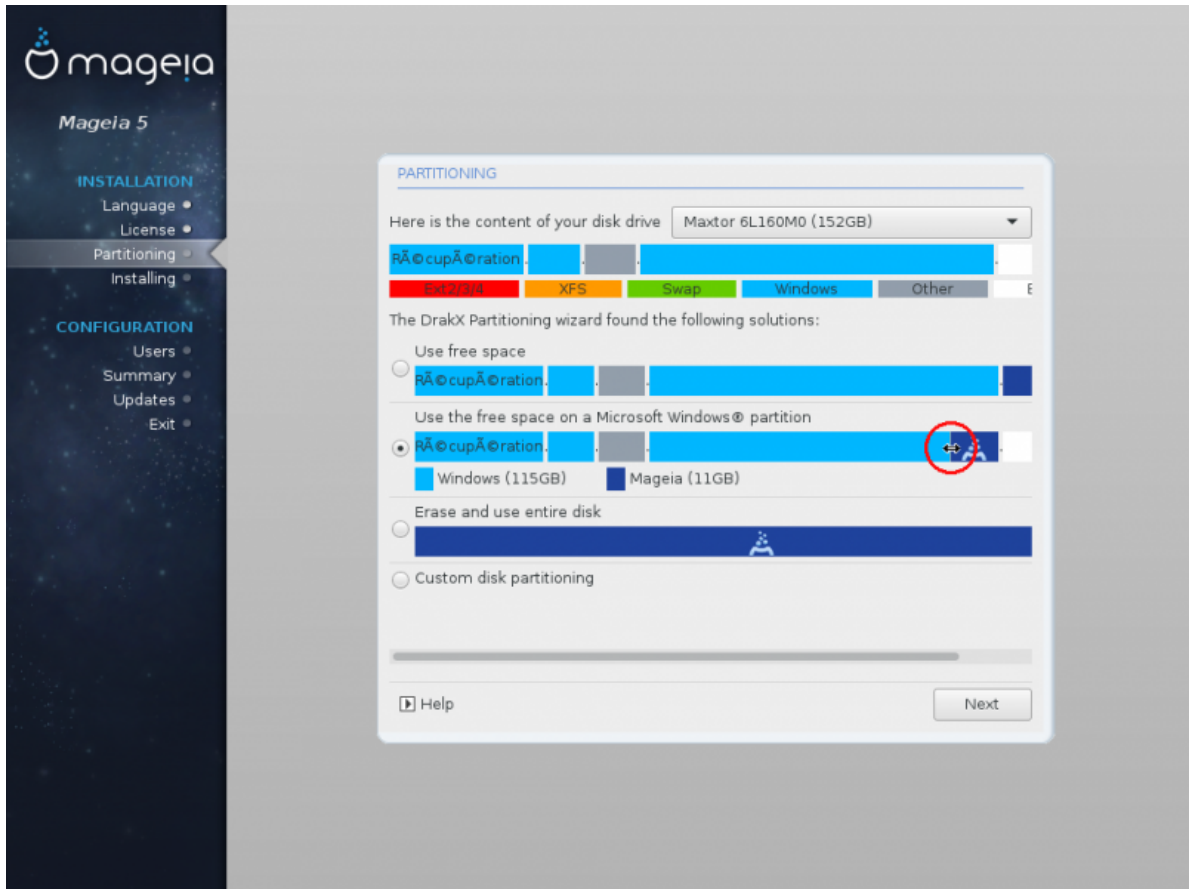 mageia
Mageia 5
INSTALLATION
Language
License
Partitioning
Installing
CONFIGURATION
Users
Summary
Updates
Exit
PARTITIONING
Here is the content of your disk drive Maxtor 6L160M0 (152GB)
RÃ©cupÃ©ration
Ext2/3/4 XFS Swap Windows Other
The DrakX Partitioning wizard found the following solutions:
Use free space
RÃ©cupÃ©ration
Use the free space on a Microsoft Windows® partition
RÃ©cupÃ©ration
Windows (115GB) Mageia (11GB)
Erase and use entire disk
Custom disk partitioning
Help Next